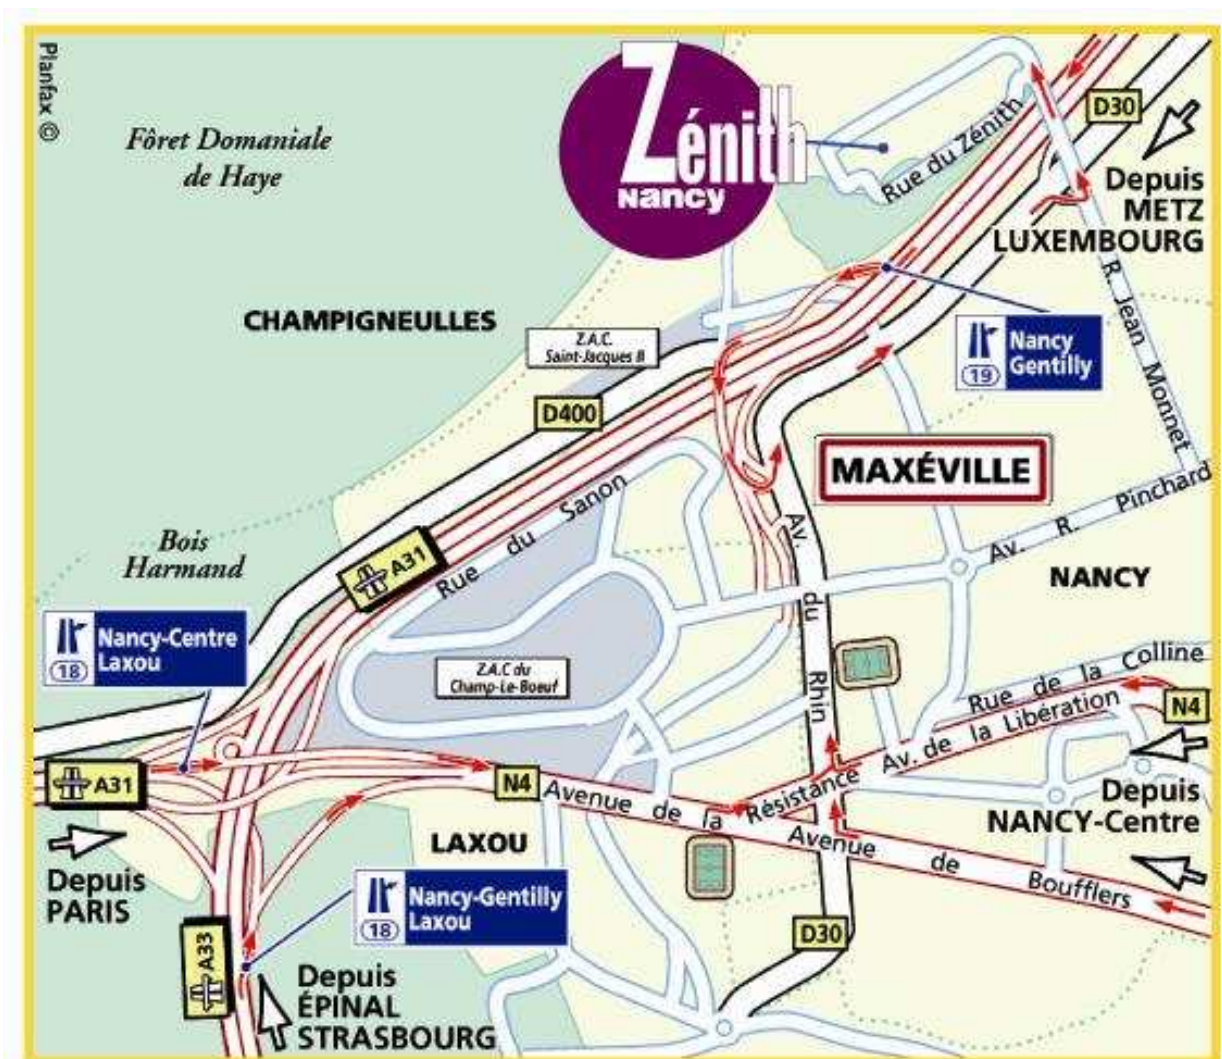 Planfax ©
Fôret Domaniale
de Haye
Zénith
Nancy
Rue du Zénith
D30
Depuis
METZ
LUXEMBOURG
R. Jean Monnet
CHAMPIGNEULLES
Z.A.C.
Saint-Jacques II
Nancy
Gentilly
19
D400
MAXÉVILLE
Rue du Sanon
Av. R. Pinchard
Bois
Harmand
A31
NANCY
Av. du Rhin
Nancy-Centre
Laxou
18
Z.A.C du
Champ-Le-Boeuf
Rue de la Colline
N4
Av. de la Libération
A31
N4
Avenue de la Résistance
Depuis
NANCY-Centre
LAXOU
Avenue de Boufflers
Depuis
PARIS
Nancy-Gentilly
Laxou
18
A33
D30
Depuis
ÉPINAL
STRASBOURG